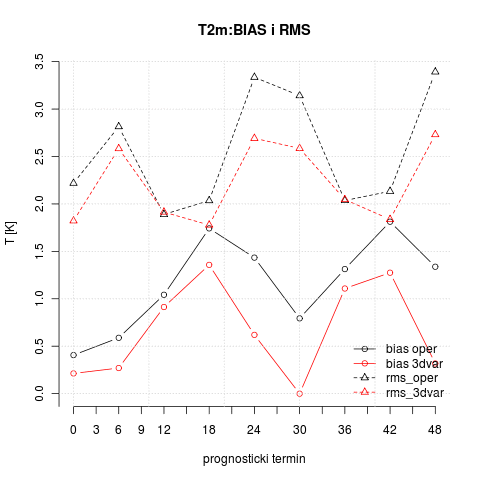 T2m:BIAS i RMS
T [K]
3.5
3.0
2.5
2.0
1.5
1.0
0.5
0.0
bias oper
bias 3dvar
rms_oper
rms_3dvar
0 3 6 9 12 18 24 30 36 42 48
prognosticki termin